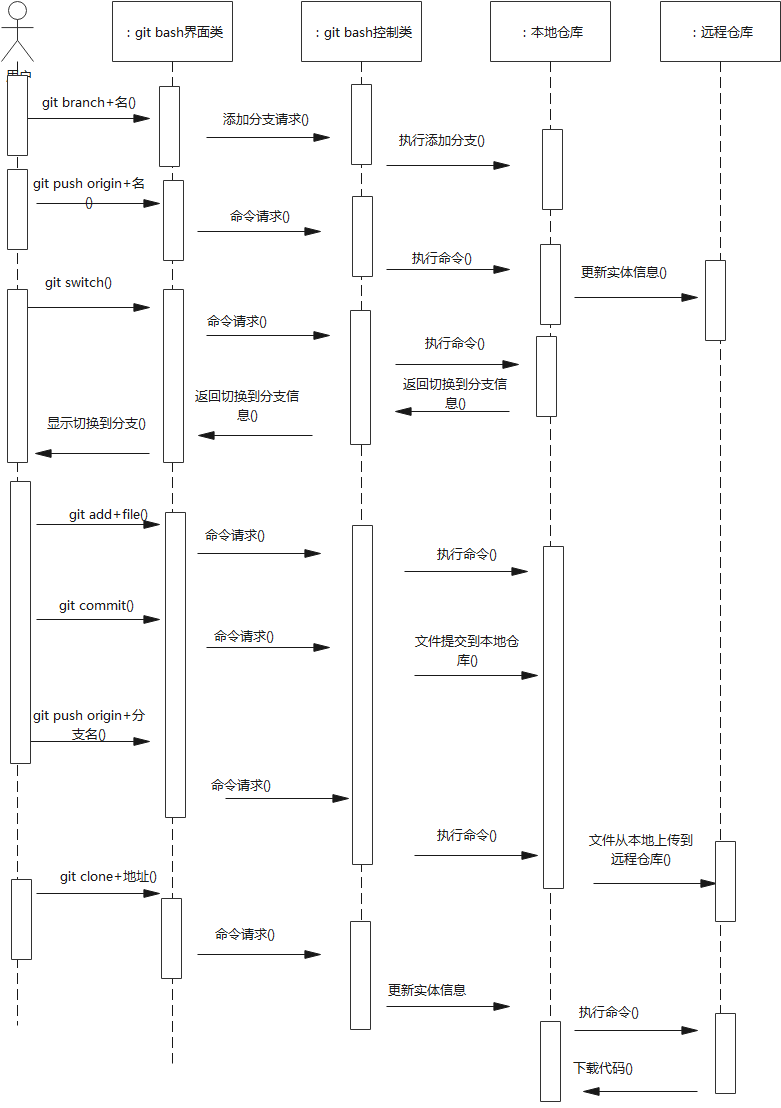 : git bash界面类
: git bash控制类
: 本地仓库
: 远程仓库
用户
git branch+名()
添加分支请求()
执行添加分支()
git push origin+名
()
命令请求()
执行命令()
更新实体信息()
git switch()
命令请求()
执行命令()
返回切换到分支信
息()
返回切换到分支信
息()
显示切换到分支()
git add+file()
命令请求()
执行命令()
git commit()
命令请求()
文件提交到本地仓
库()
git push origin+分
支名()
命令请求()
执行命令()
文件从本地上传到
远程仓库()
git clone+地址()
命令请求()
更新实体信息
执行命令()
下载代码()